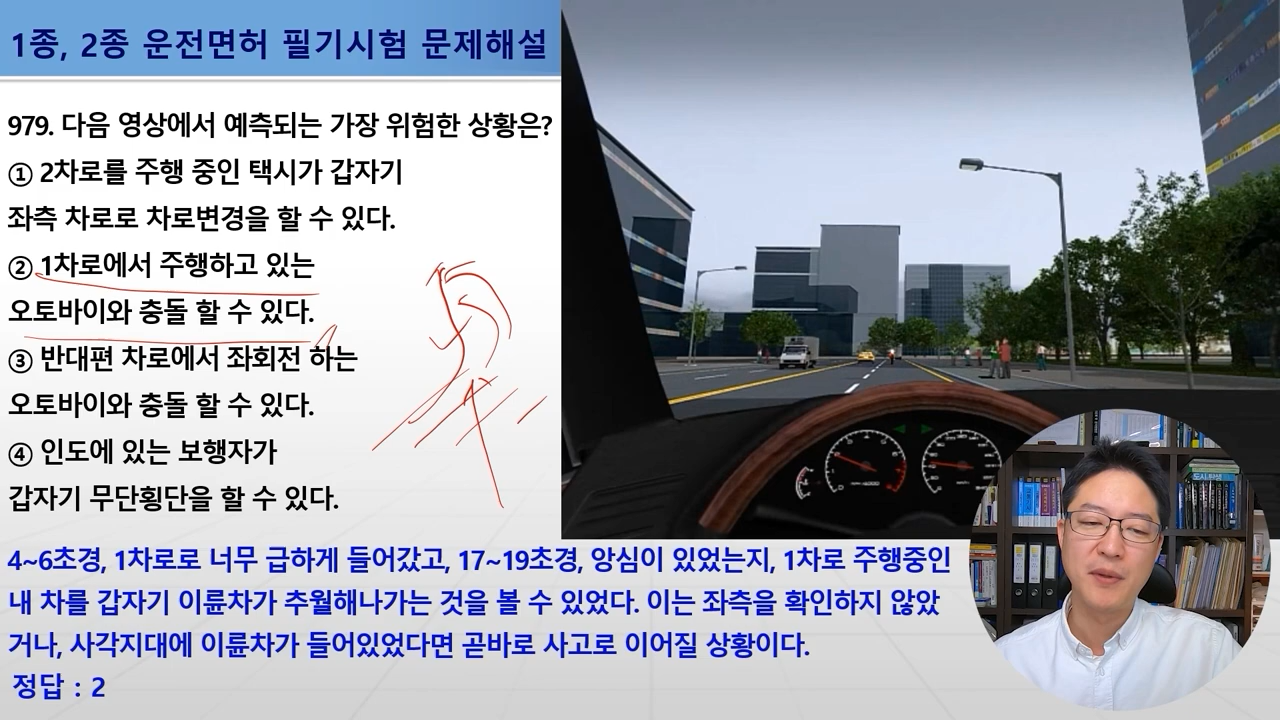 1종, 2종 운전면허 필기시험 문제해설
979. 다음 영상에서 예측되는 가장 위험한 상황은?
① 2차로를 주행 중인 택시가 갑자기
좌측 차로로 차로변경을 할 수 있다.
② 1차로에서 주행하고 있는
오토바이와 충돌 할 수 있다.
③ 반대편 차로에서 좌회전 하는
오토바이와 충돌 할 수 있다.
④ 인도에 있는 보행자가
갑자기 무단횡단을 할 수 있다.
4~6초경, 1차로로 너무 급하게 들어갔고, 17~19초경, 앙심이 있었는지, 1차로 주행중인
내 차를 갑자기 이륜차가 추월해나가는 것을 볼 수 있었다. 이는 좌측을 확인하지 않았
거나, 사각지대에 이륜차가 들어있었다면 곧바로 사고로 이어질 상황이다.
정답 : 2